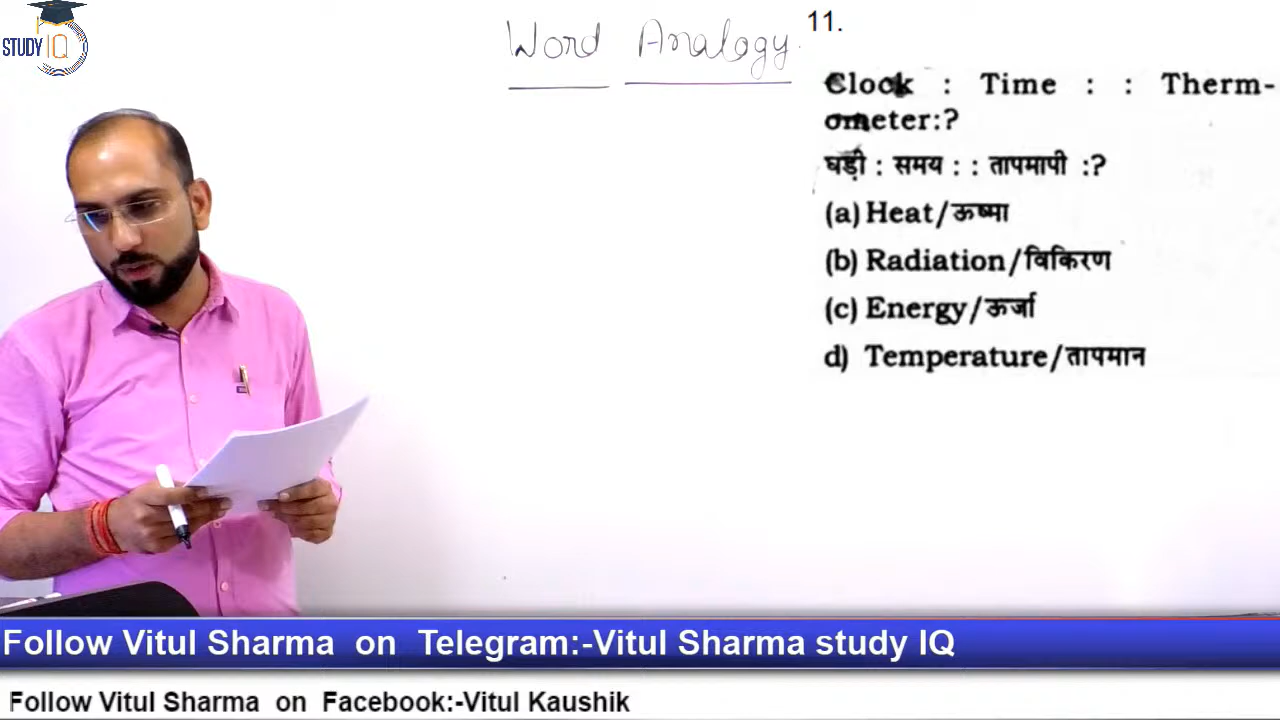 STUDY IQ
Word Analogy.
11.
Clock : Time : : Therm-
ometer:?
घड़ी : समय : : तापमापी :?
(a) Heat/ऊष्मा
(b) Radiation/विकिरण
(c) Energy/ऊर्जा
d) Temperature/तापमान
Follow Vitul Sharma on Telegram:-Vitul Sharma study IQ
Follow Vitul Sharma on Facebook:-Vitul Kaushik